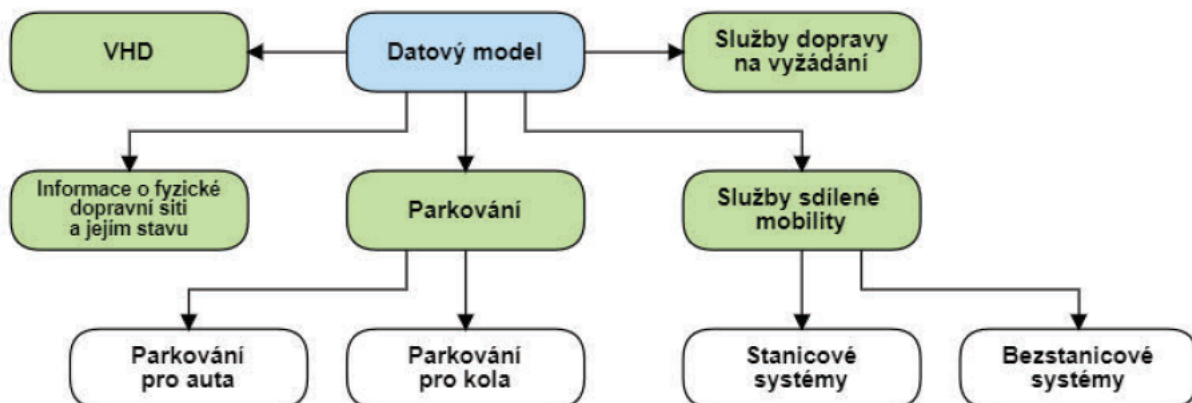 VHD
Datový model
Služby dopravy
na vyžádání
Informace o fyzické
dopravní síti
a jejím stavu
Parkování
Služby sdílené
mobility
Parkování
pro auta
Parkování
pro kola
Stanicové
systémy
Bezstanicové
systémy